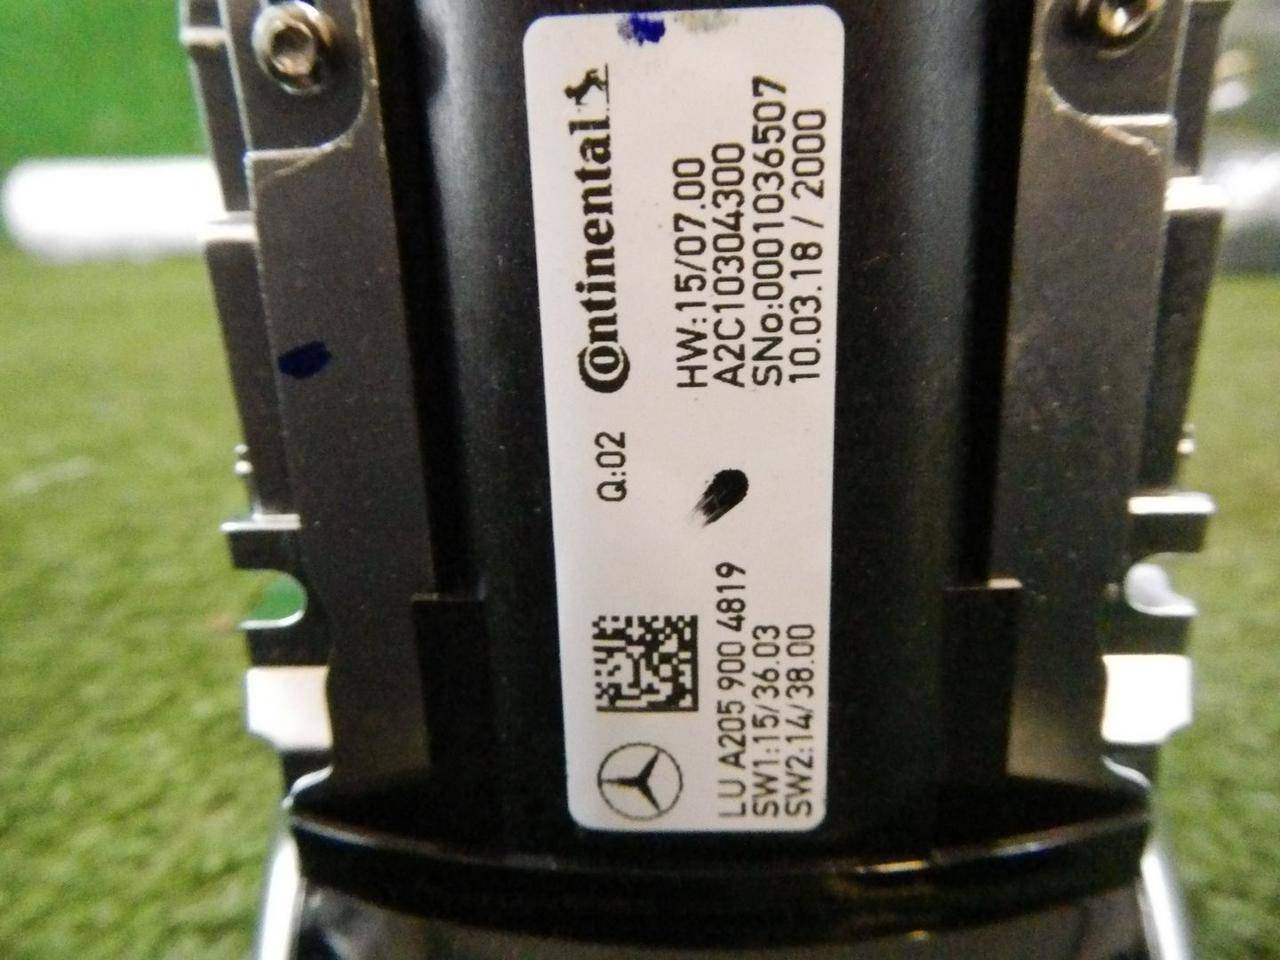 Continental
Q:02
HW:15/07.00
A2C10304300
SNo:0001036507
10.03.18 / 2000
LU A205 900 4819
SW1:15/36.03
SW2:14/38.00